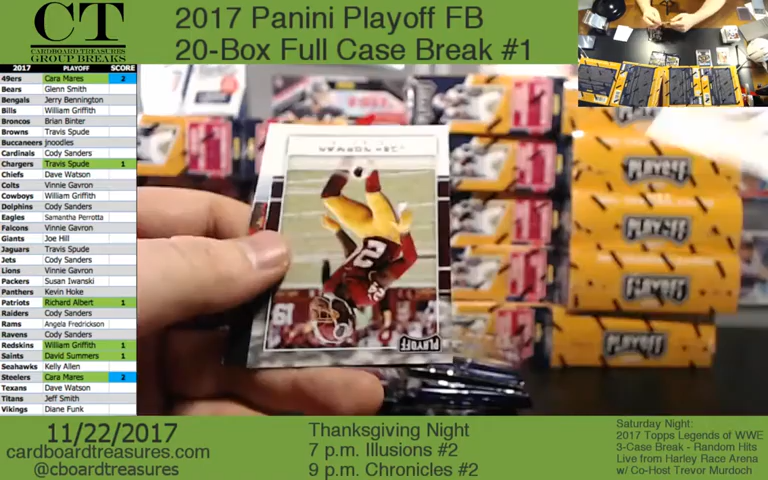 CT
CARDBOARD TREASURES
GROUP BREAKS
2017 Panini Playoff FB
20-Box Full Case Break #1
2017 PLAYOFF SCORE
49ers Cara Mares 2
Bears Glenn Smith
Bengals Jerry Bennington
Bills William Griffith
Broncos Brian Binter
Browns Travis Spude
Buccaneers Jnoodles
Cardinals Cody Sanders
Chargers Travis Spude 1
Chiefs Dave Watson
Colts Vinnie Gavron
Cowboys William Griffith
Dolphins Cody Sanders
Eagles Samantha Perrotta
Falcons Vinnie Gavron
Giants Joe Hill
Jaguars Travis Spude
Jets Cody Sanders
Lions Vinnie Gavron
Packers Susan Iwanski
Panthers Kevin Hoke
Patriots Richard Albert 1
Raiders Cody Sanders
Rams Angela Fredrickson
Ravens Cody Sanders
Redskins William Griffith 1
Saints David Summers 1
Seahawks Kelly Allen
Steelers Cara Mares 2
Texans Dave Watson
Titans Jeff Smith
Vikings Diane Funk
PLAYOFF
PLAYOFF
PLAYOFF
PLAYOFF
PLAYOFF
11/22/2017
cardboardtreasures.com
@cboardtreasures
Thanksgiving Night
7 p.m. Illusions #2
9 p.m. Chronicles #2
Saturday Night:
2017 Topps Legends of WWE
3-Case Break - Random Hits
Live from Harley Race Arena
w/ Co-Host Trevor Murdoch